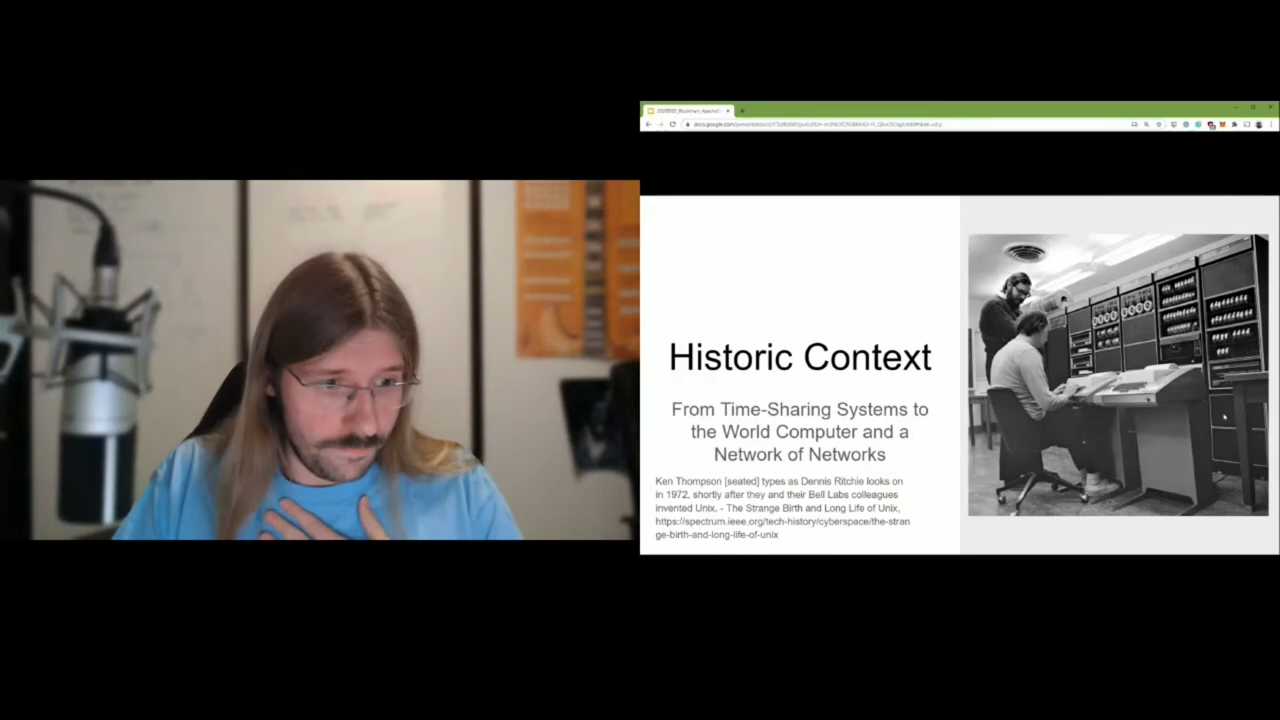 Historic Context
From Time-Sharing Systems to
the World Computer and a
Network of Networks
Ken Thompson [seated] types as Dennis Ritchie looks on
in 1972, shortly after they and their Bell Labs colleagues
invented Unix. - The Strange Birth and Long Life of Unix,
https://spectrum.ieee.org/tech-history/cyberspace/the-stran
ge-birth-and-long-life-of-unix